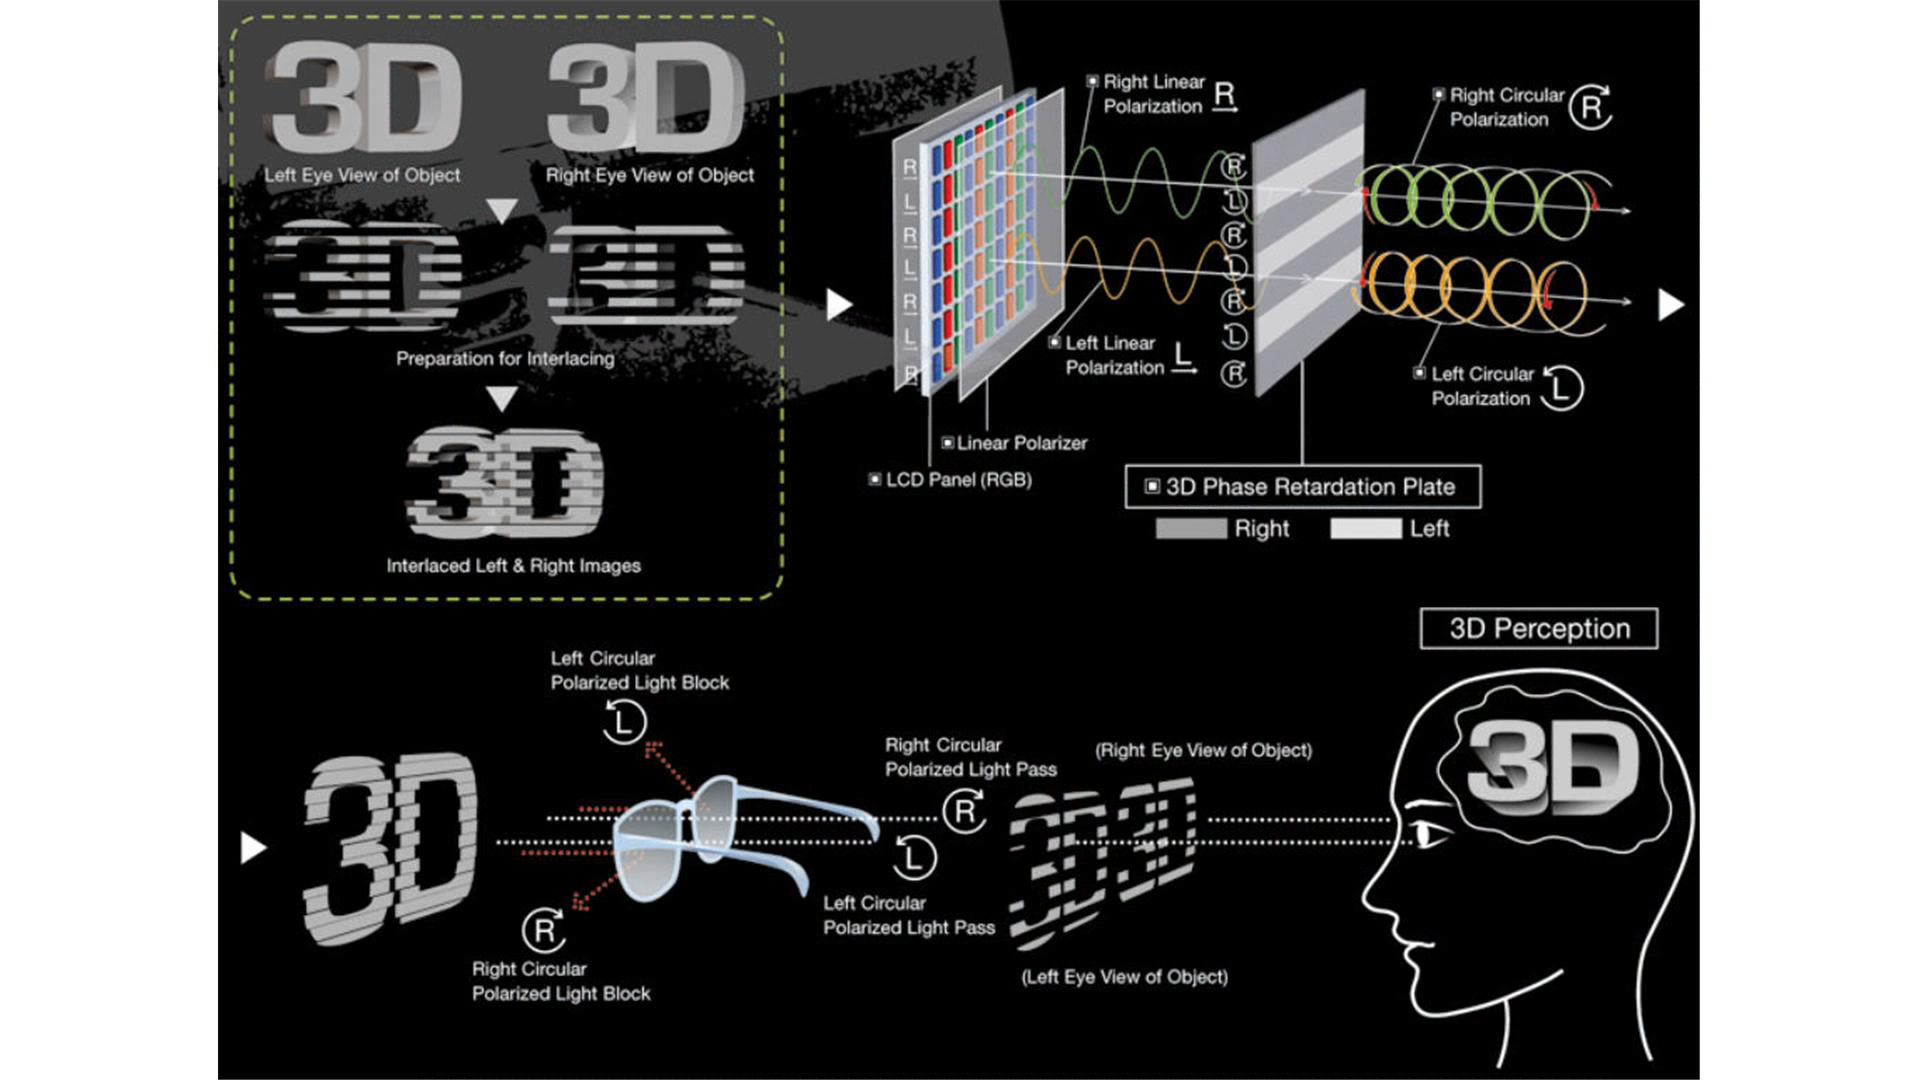 3D 3D
Left Eye View of Object
Right Eye View of Object
3D 3D
Preparation for Interlacing
3D
Interlaced Left & Right Images
R
L
R
L
R
L
R
Right Linear
Polarization R
Left Linear
Polarization L
Linear Polarizer
LCD Panel (RGB)
R
L
R
L
R
L
R
Right Circular
Polarization R
Left Circular
Polarization L
3D Phase Retardation Plate
Right Left
3D
Left Circular
Polarized Light Block
L
Right Circular
Polarized Light Pass
R
L
Left Circular
Polarized Light Pass
R
Right Circular
Polarized Light Block
(Right Eye View of Object)
3D 3D
(Left Eye View of Object)
3D Perception
3D